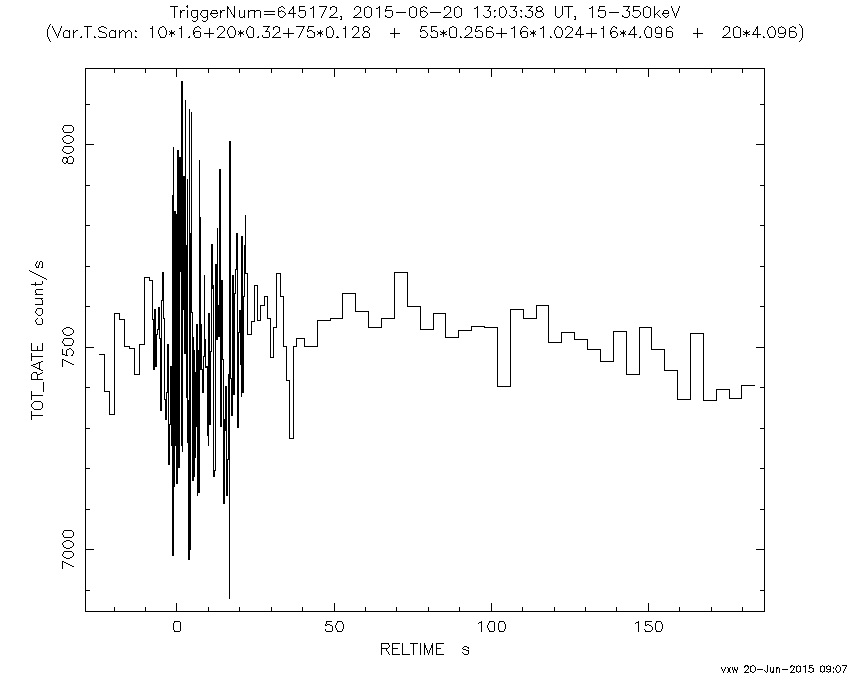 TriggerNum=645172, 2015-06-20 13:03:38 UT, 15-350keV
(Var.T.Sam: 10*1.6+20*0.32+75*0.128 + 55*0.256+16*1.024+16*4.096 + 20*4.096)
8000
7500
7000
TOT_RATE count/s
0 50 100 150
RELTIME s
vxw 20-Jun-2015 09:07